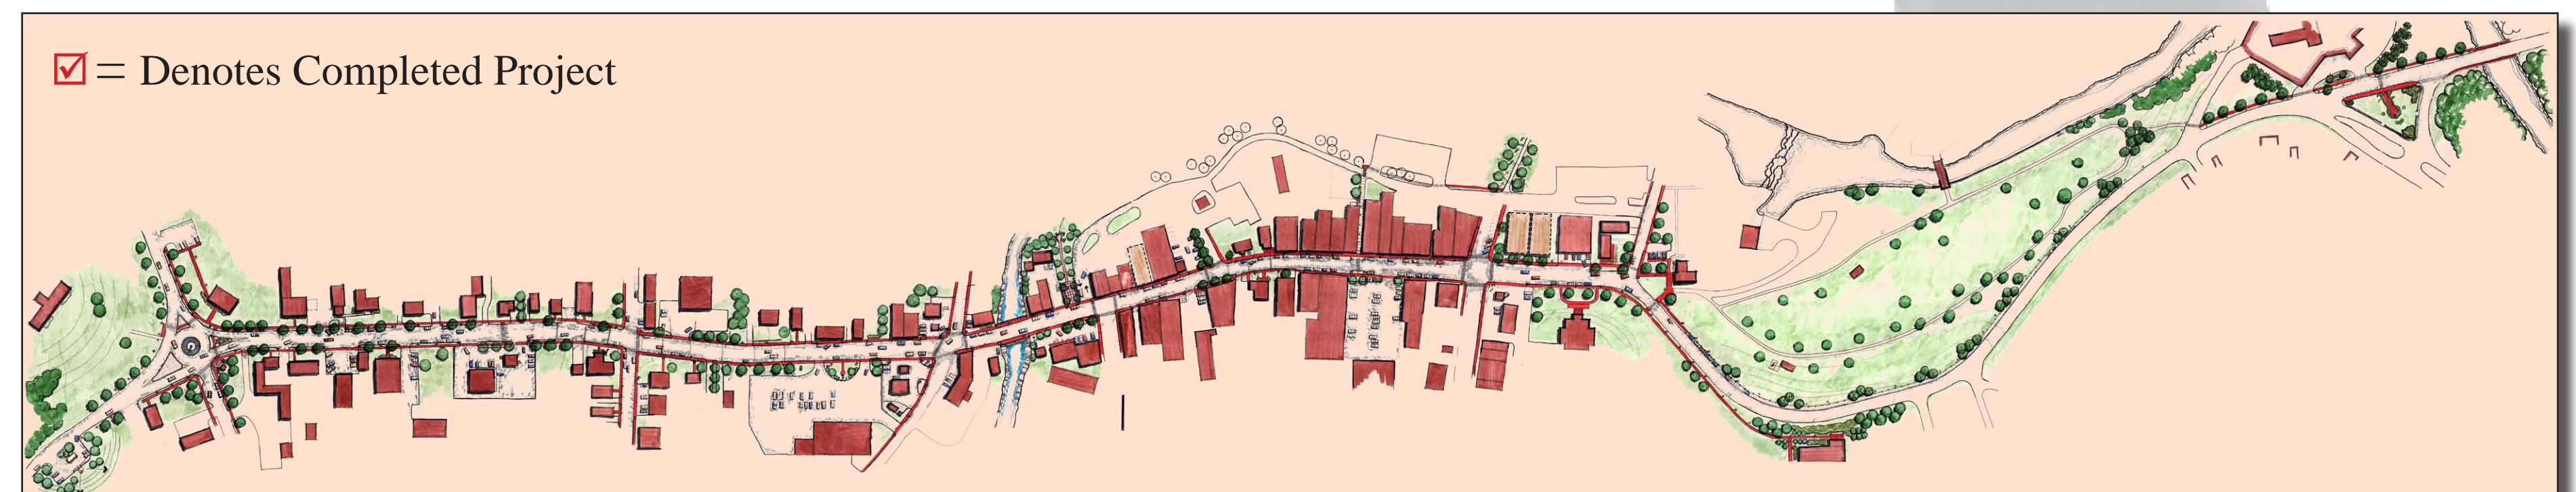 ☑ = Denotes Completed Project